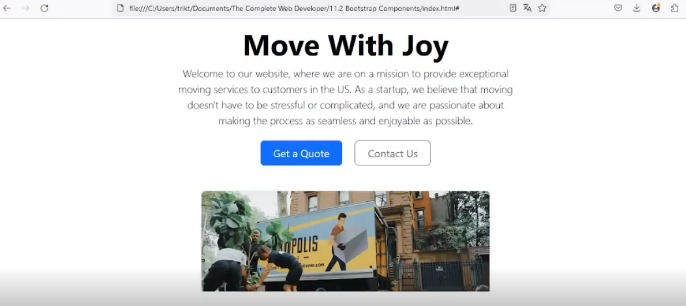 file:///C:/Users/trikt/Documents/The Complete Web Developer/11.2 Bootstrap Components/index.html#
Move With Joy
Welcome to our website, where we are on a mission to provide exceptional
moving services to customers in the US. As a startup, we believe that moving
doesn't have to be stressful or complicated, and we are passionate about
making the process as seamless and enjoyable as possible.
Get a Quote
Contact Us
OPOLIS